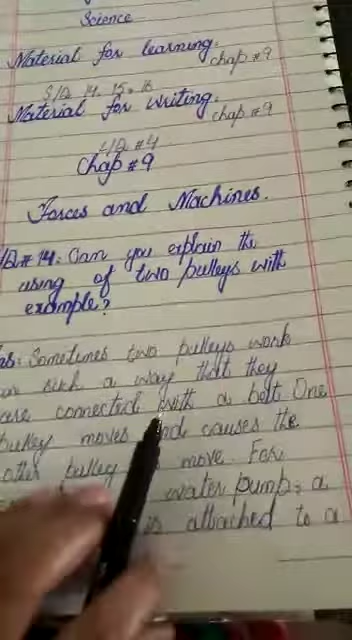 Science
Material for learning:
chap #9
S/Q 14, 15, 16
Material for writing:
chap #9
L/Q #4
Chap #9
Forces and Machines.
/Q# 14: Can you explain the
using of two pulleys with
example?
ns: Sometimes two pulleys work
in such a way that they
are connected with a belt. One
pulley moves and causes the
other pulley move. For
water pump, a
is attached to a